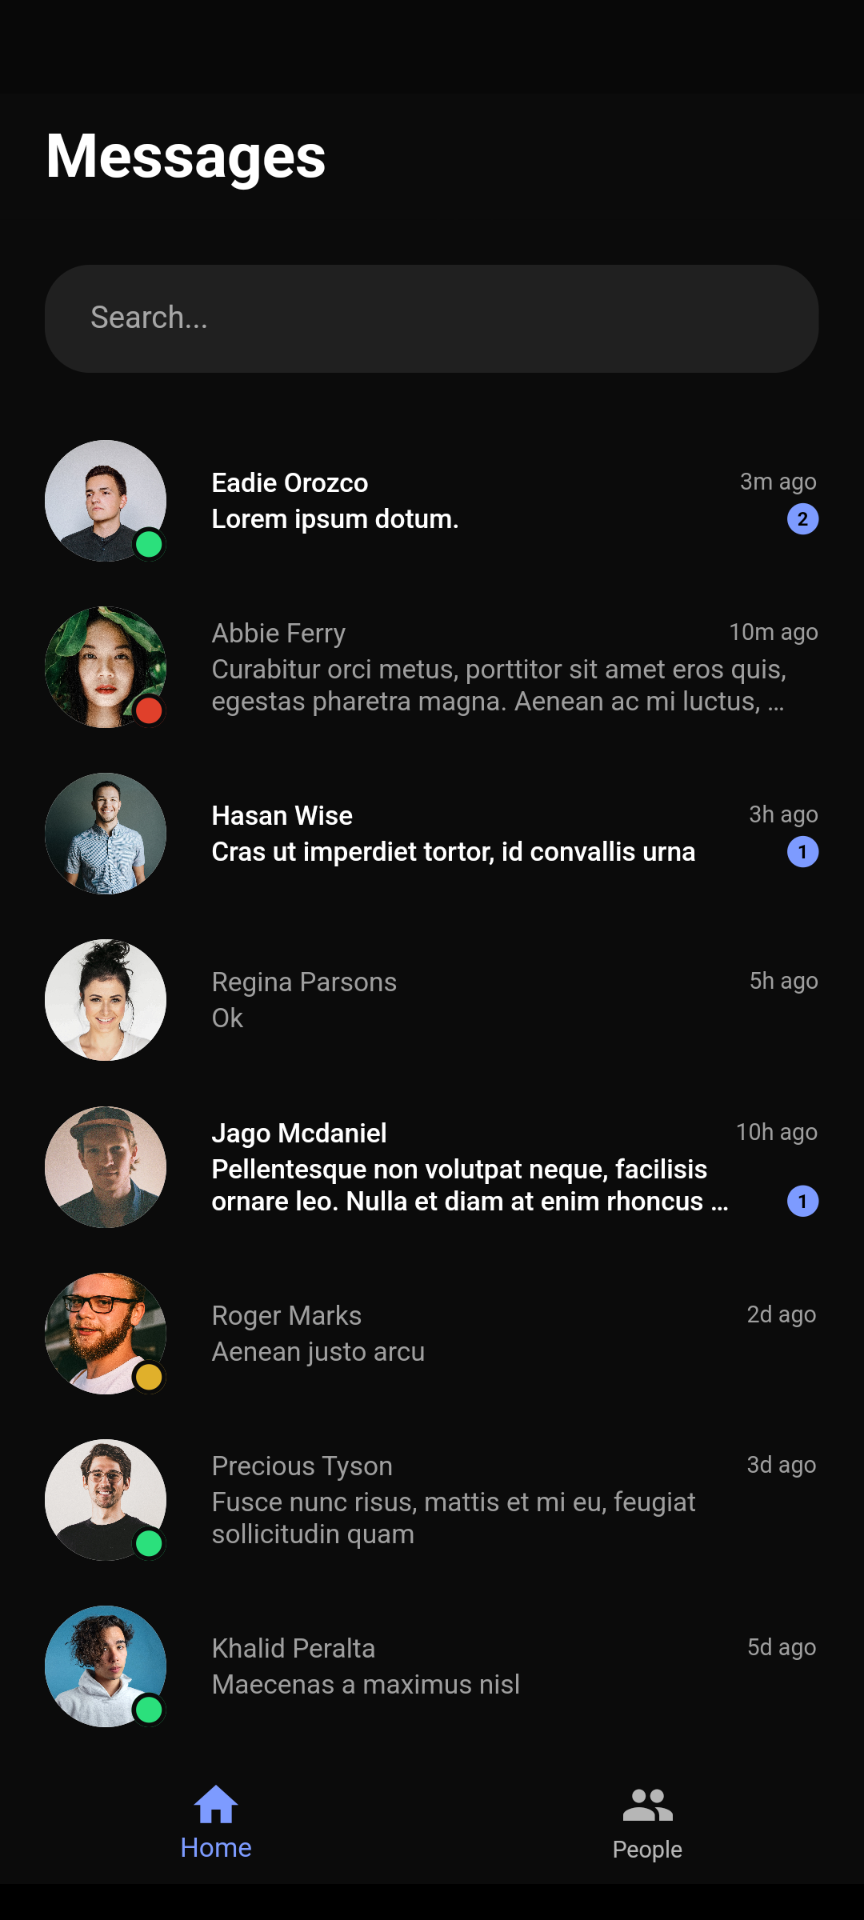 Messages
Search...
Eadie Orozco
3m ago
Lorem ipsum dotum.
2
Abbie Ferry
10m ago
Curabitur orci metus, porttitor sit amet eros quis,
egestas pharetra magna. Aenean ac mi luctus, ...
Hasan Wise
3h ago
Cras ut imperdiet tortor, id convallis urna
1
Regina Parsons
5h ago
Ok
Jago Mcdaniel
10h ago
Pellentesque non volutpat neque, facilisis
ornare leo. Nulla et diam at enim rhoncus ...
1
Roger Marks
2d ago
Aenean justo arcu
Precious Tyson
3d ago
Fusce nunc risus, mattis et mi eu, feugiat
sollicitudin quam
Khalid Peralta
5d ago
Maecenas a maximus nisl
Home
People